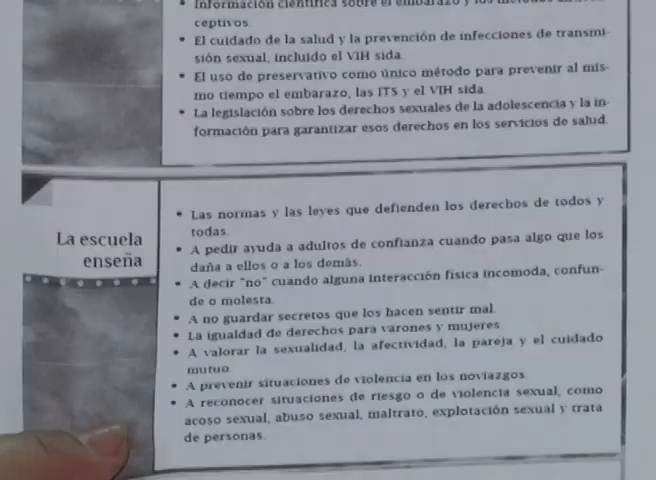 Información científica sobre el embarazo y los métodos
ceptivos.
• El cuidado de la salud y la prevención de infecciones de transmi-
sión sexual, incluido el VIH sida.
• El uso de preservativo como único método para prevenir al mis-
mo tiempo el embarazo, las ITS y el VIH sida.
• La legislación sobre los derechos sexuales de la adolescencia y la in-
formación para garantizar esos derechos en los servicios de salud.
La escuela
enseña
• Las normas y las leyes que defienden los derechos de todos y
todas.
• A pedir ayuda a adultos de confianza cuando pasa algo que los
daña a ellos o a los demás.
• A decir "no" cuando alguna interacción física incomoda, confun-
de o molesta.
• A no guardar secretos que los hacen sentir mal.
• La igualdad de derechos para varones y mujeres.
• A valorar la sexualidad, la afectividad, la pareja y el cuidado
mutuo.
• A prevenir situaciones de violencia en los noviazgos.
• A reconocer situaciones de riesgo o de violencia sexual, como
acoso sexual, abuso sexual, maltrato, explotación sexual y trata
de personas.